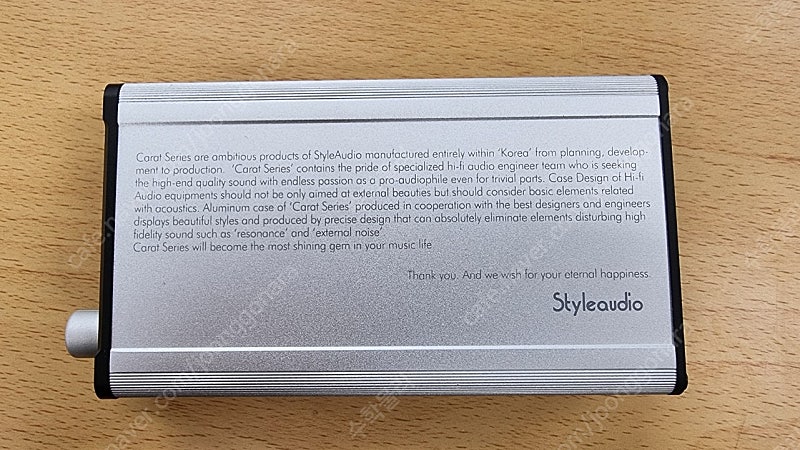 Carat Series are ambitious products of StyleAudio manufactured entirely within 'Korea' from planning, develop-
ment to production. 'Carat Series' contains the pride of specialized hi-fi audio engineer team who is seeking
the high-end quality sound with endless passion as a pro-audiophile even for trivial parts. Case Design of Hi-fi
Audio equipments should not be only aimed at external beauties but should consider basic elements related
with acoustics. Aluminum case of 'Carat Series' produced in cooperation with the best designers and engineers
displays beautiful styles and produced by precise design that can absolutely eliminate elements disturbing high
fidelity sound such as 'resonance' and 'external noise'.
Carat Series will become the most shining gem in your music life
Thank you. And we wish for your eternal happiness.
Styleaudio